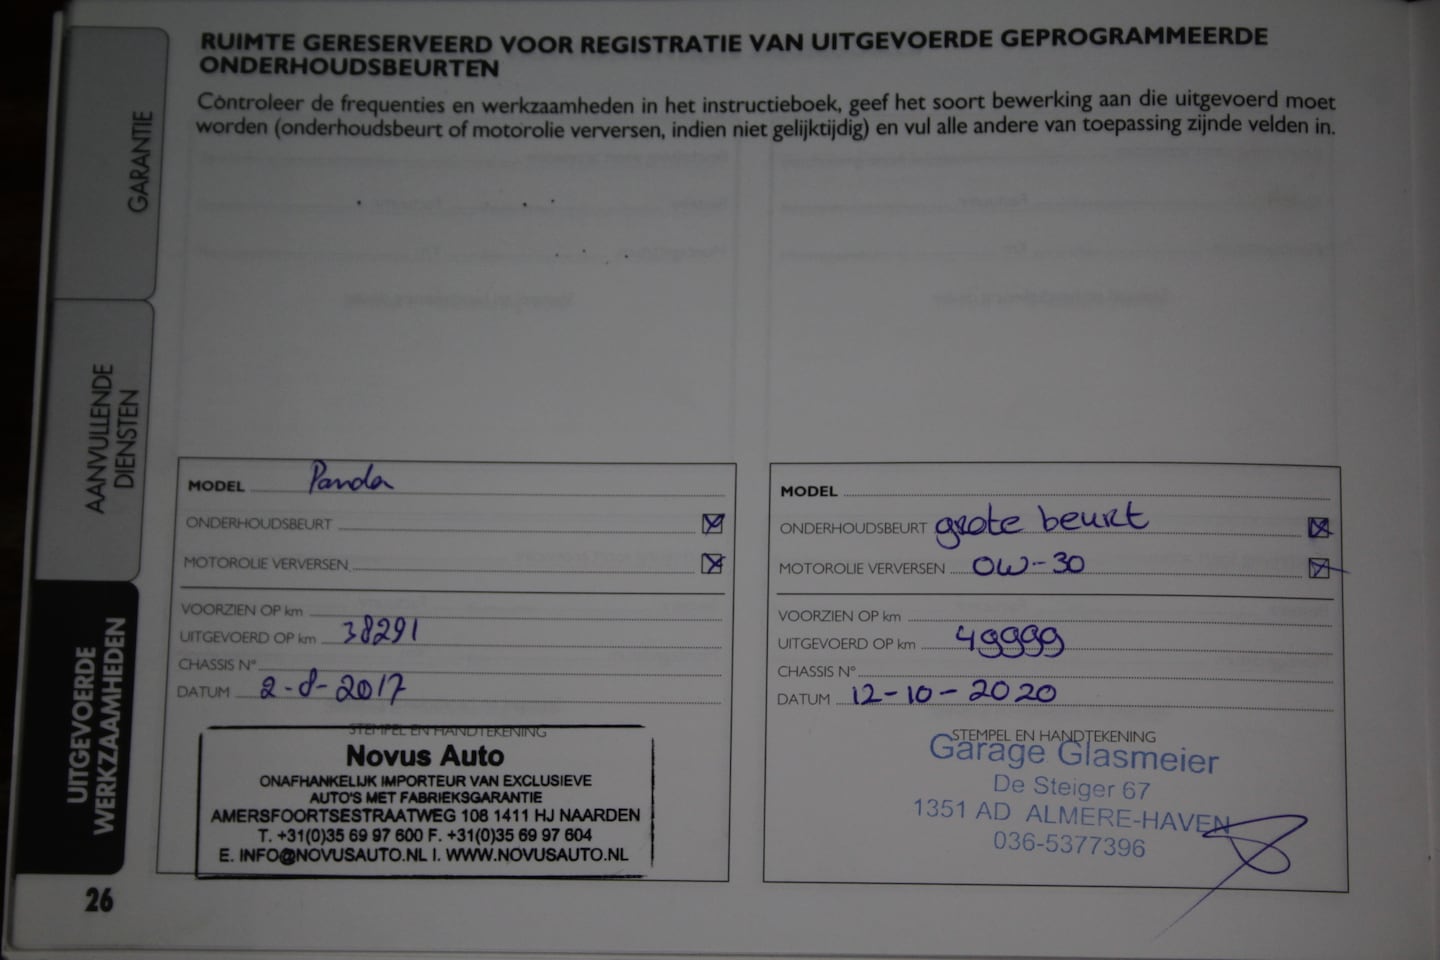 RUIMTE GERESERVEERD VOOR REGISTRATIE VAN UITGEVOERDE GEPROGRAMMEERDE
ONDERHOUDSBEURTEN
Controleer de frequenties en werkzaamheden in het instructieboek, geef het soort bewerking aan die uitgevoerd moet
worden (onderhoudsbeurt of motorolie verversen, indien niet gelijktijdig) en vul alle andere van toepassing zijnde velden in.
GARANTIE
AANVULLENDE
DIENSTEN
UITGEVOERDE
WERKZAAMHEDEN
26
MODEL Panda
ONDERHOUDSBEURT
MOTOROLIE VERVERSEN
VOORZIEN OP km
UITGEVOERD OP km 38291
CHASSIS N°
DATUM 2-8-2017
STEMPEL EN HANDTEKENING
Novus Auto
ONAFHANKELIJK IMPORTEUR VAN EXCLUSIEVE
AUTO'S MET FABRIEKSGARANTIE
AMERSFOORTSESTRAATWEG 108 1411 HJ NAARDEN
T. +31(0)35 69 97 600 F. +31(0)35 69 97 604
E. INFO@NOVUSAUTO.NL I. WWW.NOVUSAUTO.NL
MODEL
ONDERHOUDSBEURT grote beurt
MOTOROLIE VERVERSEN 0W-30
VOORZIEN OP km
UITGEVOERD OP km 49999
CHASSIS N°
DATUM 12-10-2020
STEMPEL EN HANDTEKENING
Garage Glasmeier
De Steiger 67
1351 AD ALMERE-HAVEN
036-5377396